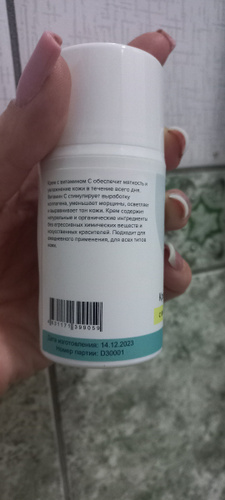 Крем с витамином С обеспечит мягкость и
увлажнение кожи в течение всего дня.
Витамин С стимулирует выработку
коллагена, уменьшает морщины, осветляет
и выравнивает тон кожи. Крем содержит
натуральные и органические ингредиенты
без агрессивных химических веществ и
искусственных красителей. Подходит для
ежедневного применения, для всех типов
кожи.
Дата изготовления: 14.12.2023
Номер партии: D30001